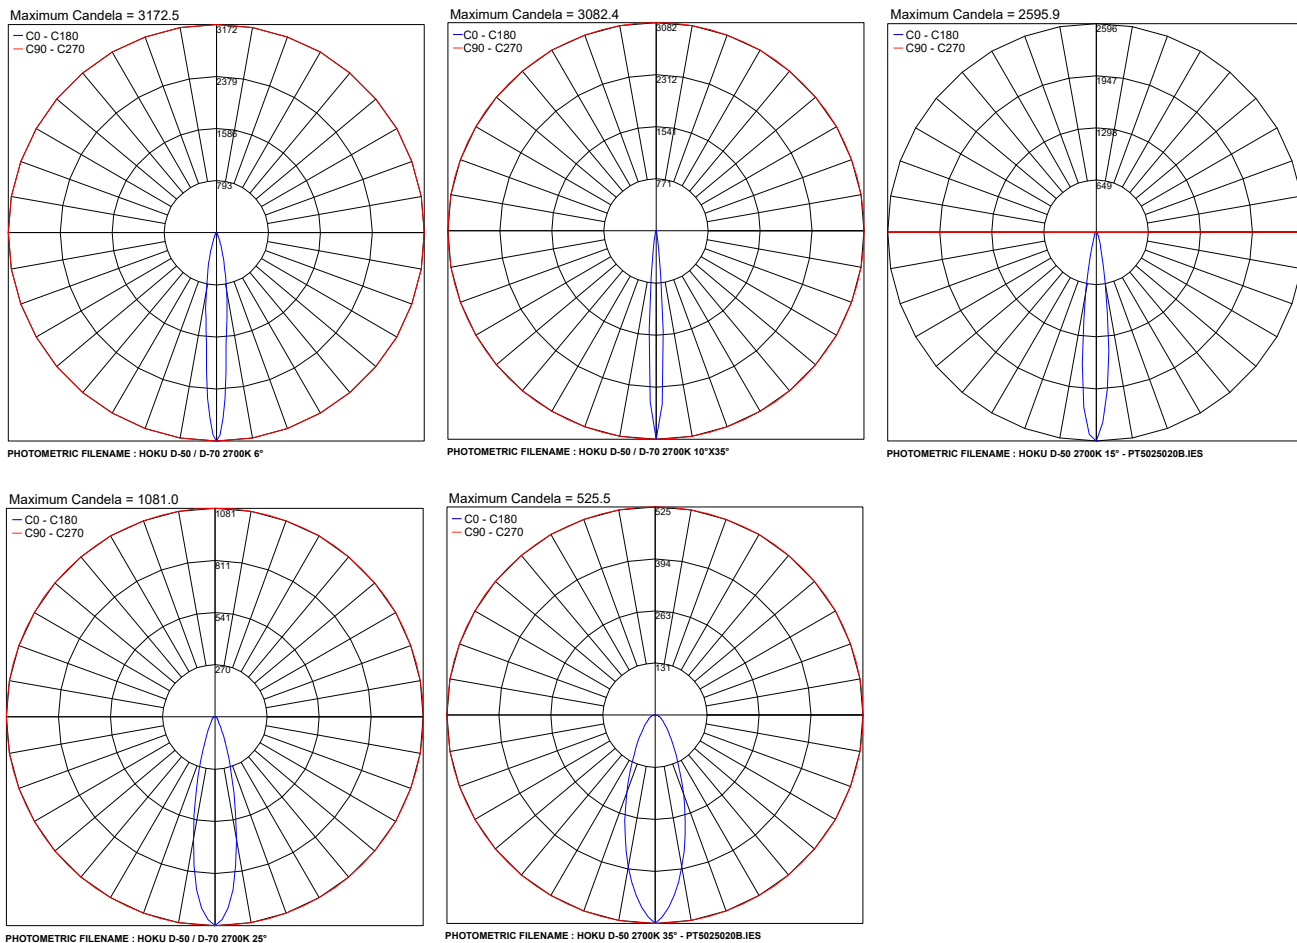 Maximum Candela = 3172.5
C0 - C180
C90 - C270
3172
2379
1586
793
PHOTOMETRIC FILENAME : HOKU D-50 / D-70 2700K 6°
Maximum Candela = 3082.4
C0 - C180
C90 - C270
3082
2312
1541
771
PHOTOMETRIC FILENAME : HOKU D-50 / D-70 2700K 10°X35°
Maximum Candela = 2595.9
C0 - C180
C90 - C270
2596
1947
1298
649
PHOTOMETRIC FILENAME : HOKU D-50 2700K 15° - PT5025020B.IES
Maximum Candela = 1081.0
C0 - C180
C90 - C270
1081
811
541
270
PHOTOMETRIC FILENAME : HOKU D-50 / D-70 2700K 25°
Maximum Candela = 525.5
C0 - C180
C90 - C270
525
394
263
131
PHOTOMETRIC FILENAME : HOKU D-50 2700K 35° - PT5025020B.IES